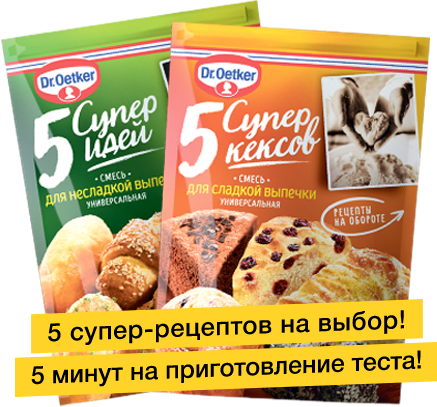 Dr.Oetker
5 Супер
идей
СМЕСЬ
для несладкой выпе
УНИВЕРСАЛЬНАЯ
Dr.Oetker
5 Супер
кексов
СМЕСЬ
для сладкой выпечки
УНИВЕРСАЛЬНАЯ
РЕЦЕПТЫ
НА ОБОРОТЕ
5 супер-рецептов на выбор!
5 минут на приготовление теста!